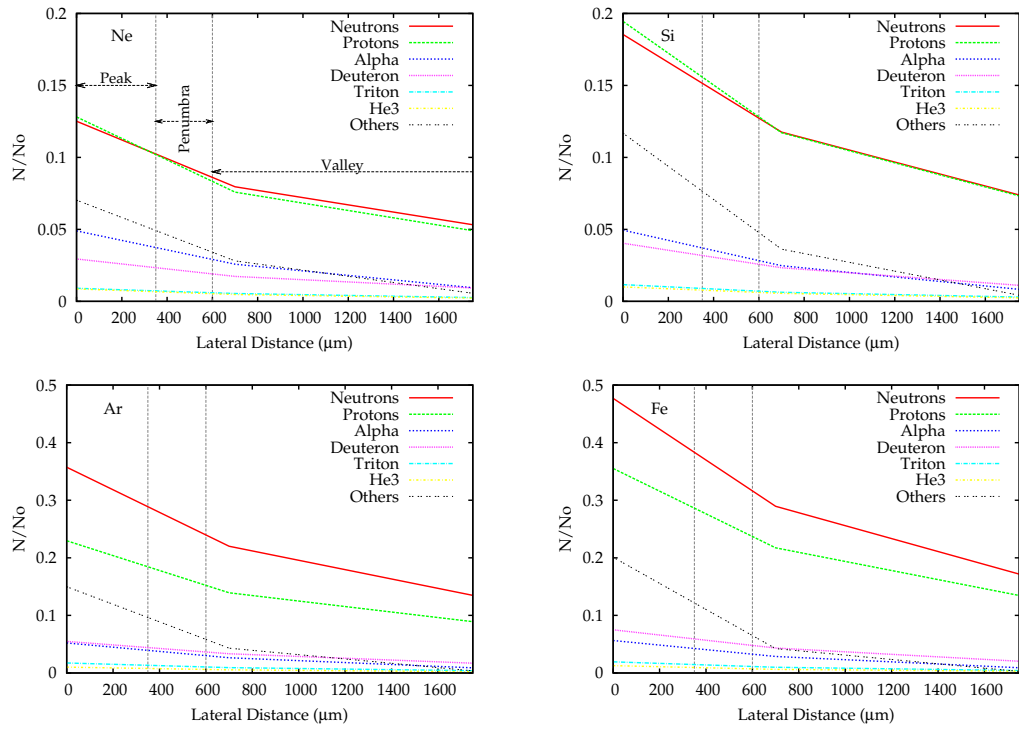 Ne
Neutrons
Protons
Alpha
Deuteron
Triton
He3
Others
Peak
Penumbra
Valley
0.2
0.15
0.1
0.05
0
N/No
0 200 400 600 800 1000 1200 1400 1600
Lateral Distance (μm)
Si
Neutrons
Protons
Alpha
Deuteron
Triton
He3
Others
0.2
0.15
0.1
0.05
0
N/No
0 200 400 600 800 1000 1200 1400 1600
Lateral Distance (μm)
Ar
Neutrons
Protons
Alpha
Deuteron
Triton
He3
Others
0.5
0.4
0.3
0.2
0.1
0
N/No
0 200 400 600 800 1000 1200 1400 1600
Lateral Distance (μm)
Fe
Neutrons
Protons
Alpha
Deuteron
Triton
He3
Others
0.5
0.4
0.3
0.2
0.1
0
N/No
0 200 400 600 800 1000 1200 1400 1600
Lateral Distance (μm)